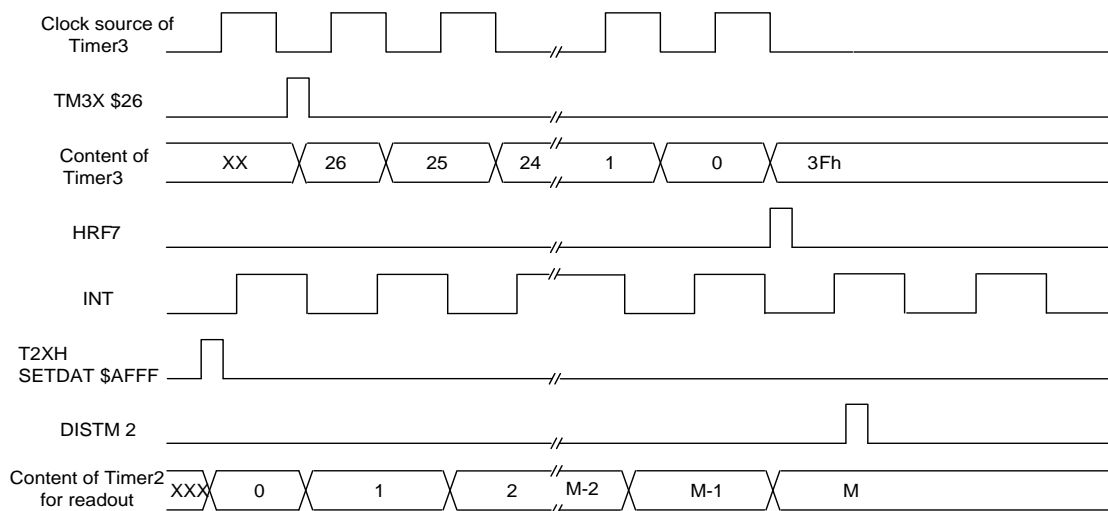 Clock source of
Timer3
TM3X $26
Content of
Timer3
XX 26 25 24 1 0 3Fh
HRF7
INT
T2XH
SETDAT $AFFF
DISTM 2
Content of Timer2
for readout
XXX 0 1 2 M-2 M-1 M